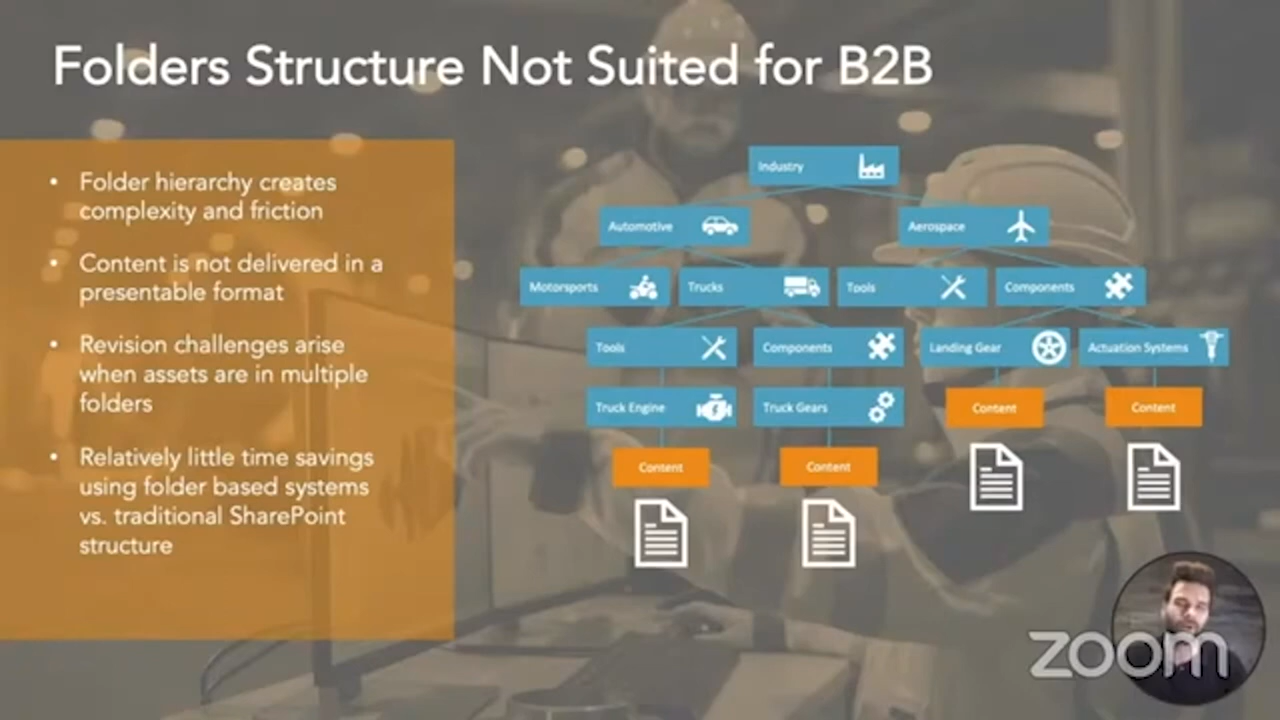 Folders Structure Not Suited for B2B
• Folder hierarchy creates
complexity and friction
• Content is not delivered in a
presentable format
• Revision challenges arise
when assets are in multiple
folders
• Relatively little time savings
using folder based systems
vs. traditional SharePoint
structure
Industry
Automotive
Aerospace
Motorsports
Trucks
Tools
Components
Tools
Components
Landing Gear
Actuation Systems
Truck Engine
Truck Gears
Content
Content
Content
Content
zoom